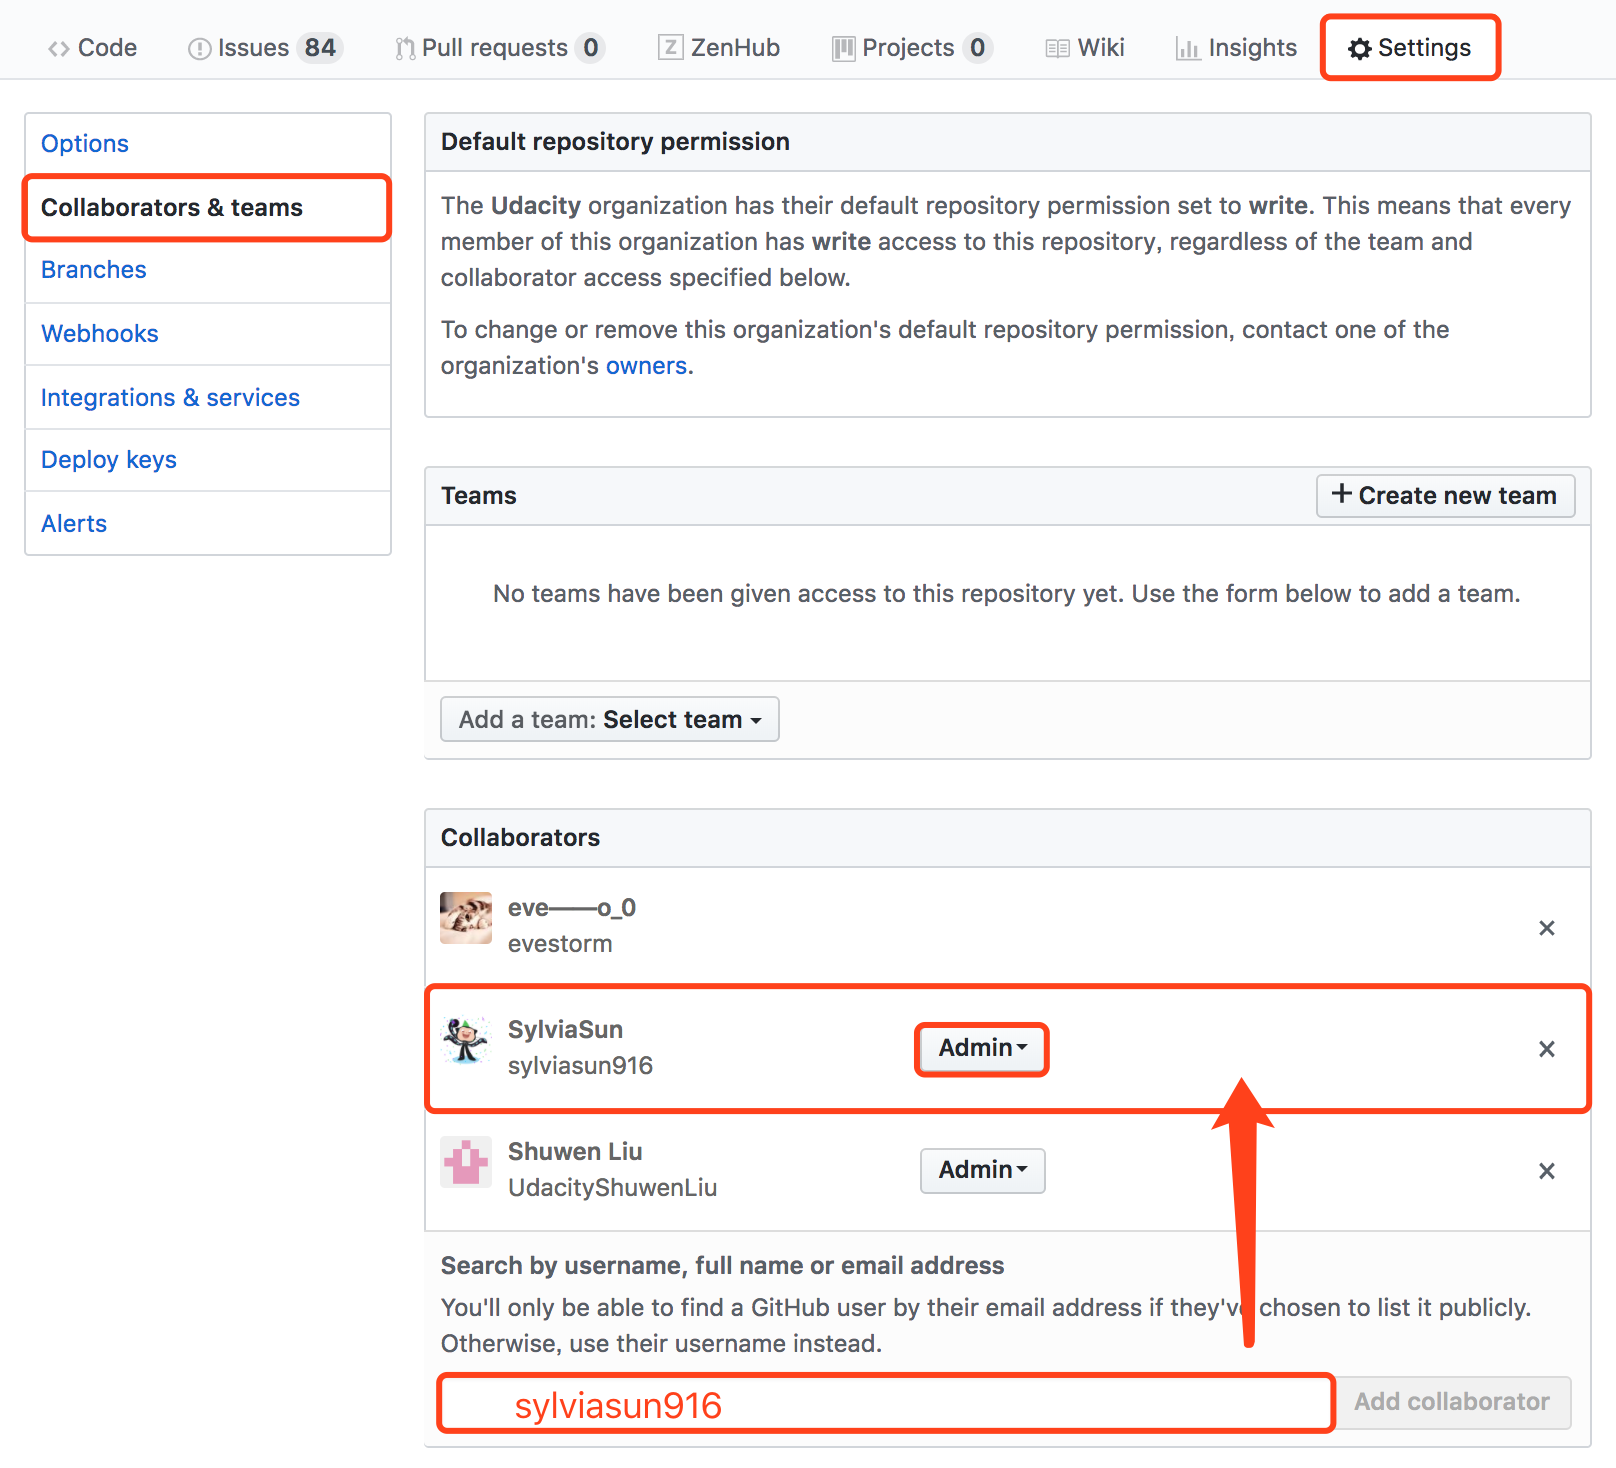 Code Issues 84 Pull requests 0 ZenHub Projects 0 Wiki Insights Settings
Options
Collaborators & teams
Branches
Webhooks
Integrations & services
Deploy keys
Alerts
Default repository permission
The Udacity organization has their default repository permission set to write. This means that every
member of this organization has write access to this repository, regardless of the team and
collaborator access specified below.
To change or remove this organization's default repository permission, contact one of the
organization's owners.
Teams
+ Create new team
No teams have been given access to this repository yet. Use the form below to add a team.
Add a team: Select team
Collaborators
eve——o_0
evestorm
SylviaSun
sylviasun916
Admin
Shuwen Liu
UdacityShuwenLiu
Admin
Search by username, full name or email address
You'll only be able to find a GitHub user by their email address if they've chosen to list it publicly.
Otherwise, use their username instead.
sylviasun916
Add collaborator